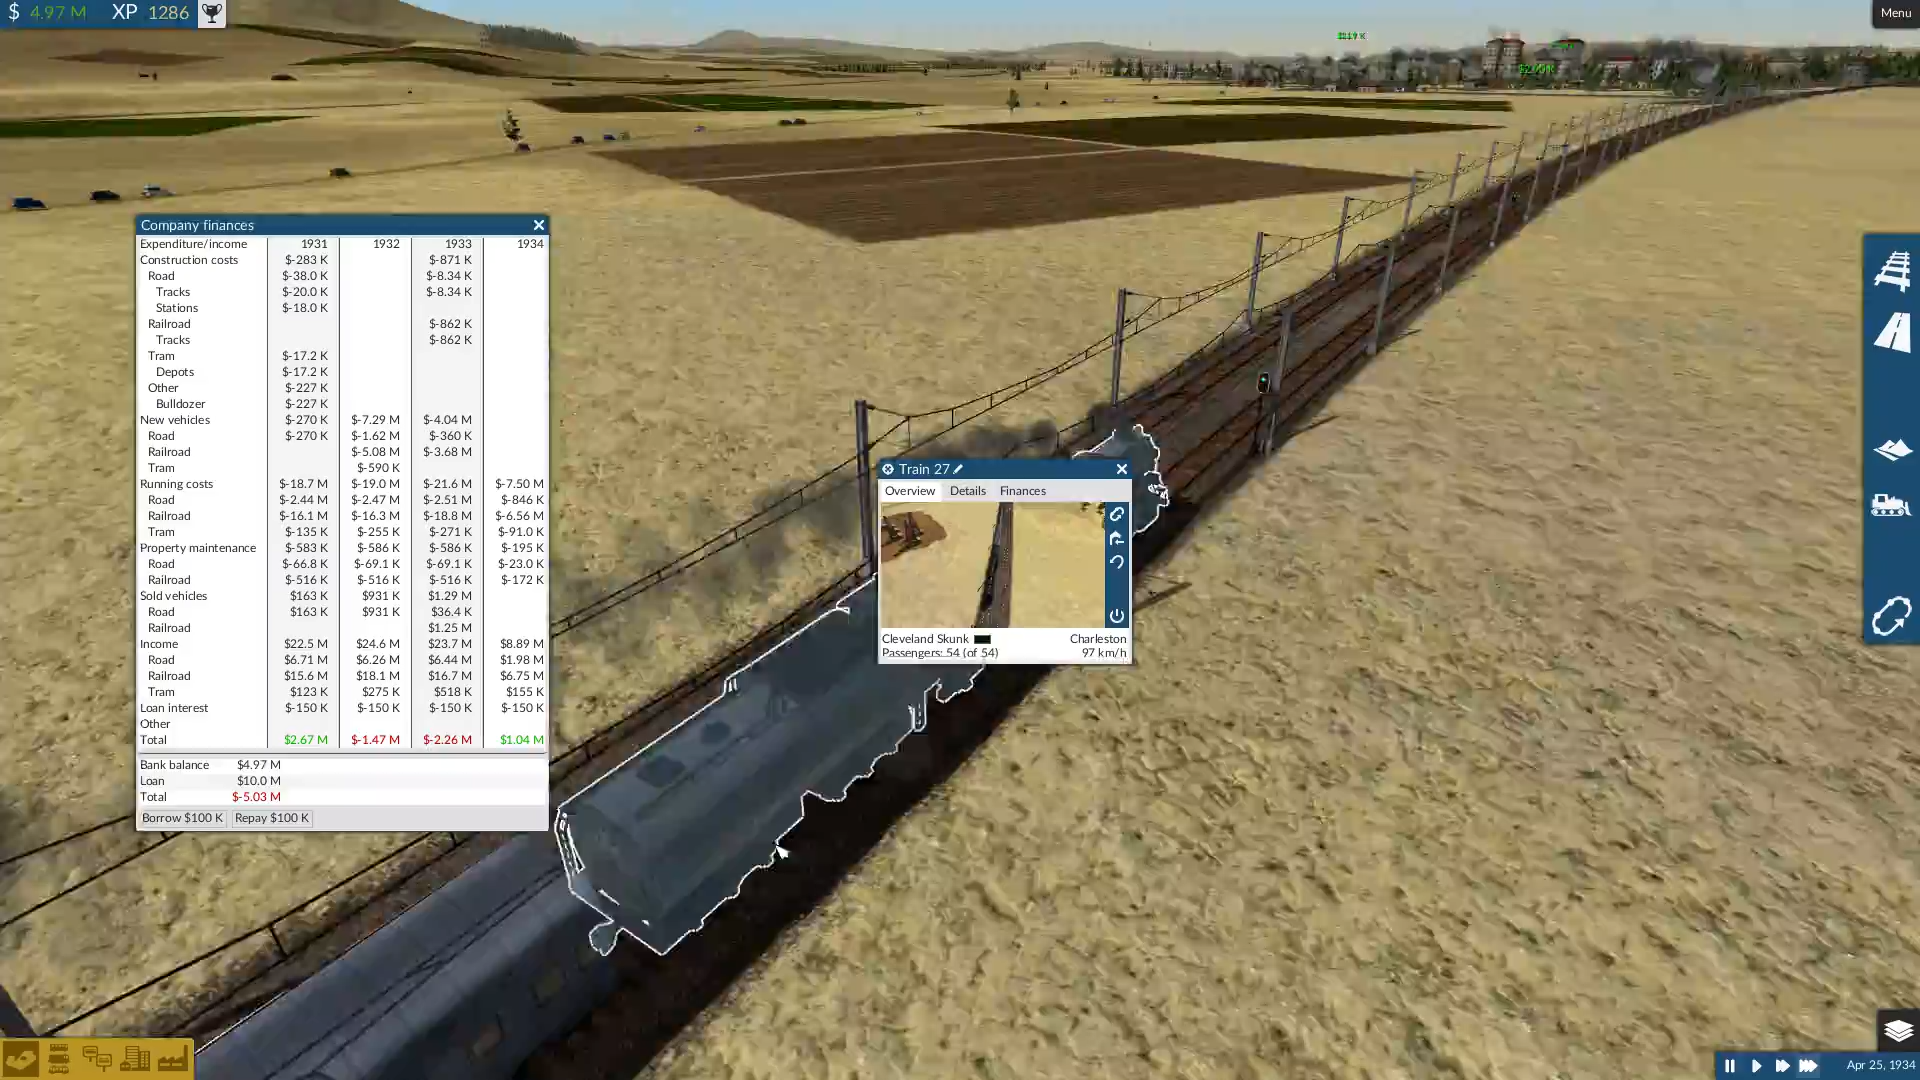 $ 4.97 M XP 1286
Menu
$2.00K
Company finances
Expenditure/income 1931 1932 1933 1934
Construction costs $-283 K $-871 K
Road $-38.0 K $-8.34 K
Tracks $-20.0 K $-8.34 K
Stations $-18.0 K
Railroad $-862 K
Tracks $-862 K
Tram $-17.2 K
Depots $-17.2 K
Other $-227 K
Bulldozer $-227 K
New vehicles $-270 K $-7.29 M $-4.04 M
Road $-270 K $-1.62 M $-360 K
Railroad $-5.08 M $-3.68 M
Tram $-590 K
Running costs $-18.7 M $-19.0 M $-21.6 M $-7.50 M
Road $-2.44 M $-2.47 M $-2.51 M $-846 K
Railroad $-16.1 M $-16.3 M $-18.8 M $-6.56 M
Tram $-135 K $-255 K $-271 K $-91.0 K
Property maintenance $-583 K $-586 K $-586 K $-195 K
Road $-66.8 K $-69.1 K $-69.1 K $-23.0 K
Railroad $-516 K $-516 K $-516 K $-172 K
Sold vehicles $163 K $931 K $1.29 M
Road $163 K $931 K $36.4 K
Railroad $1.25 M
Income $22.5 M $24.6 M $23.7 M $8.89 M
Road $6.71 M $6.26 M $6.44 M $1.98 M
Railroad $15.6 M $18.1 M $16.7 M $6.75 M
Tram $123 K $275 K $518 K $155 K
Loan interest $-150 K $-150 K $-150 K $-150 K
Other
Total $2.67 M $-1.47 M $-2.26 M $1.04 M
Bank balance $4.97 M
Loan $10.0 M
Total $-5.03 M
Borrow $100 K Repay $100 K
Train 27
Overview Details Finances
Cleveland Skunk Charleston
Passengers: 54 (of 54) 97 km/h
Apr 25, 1934